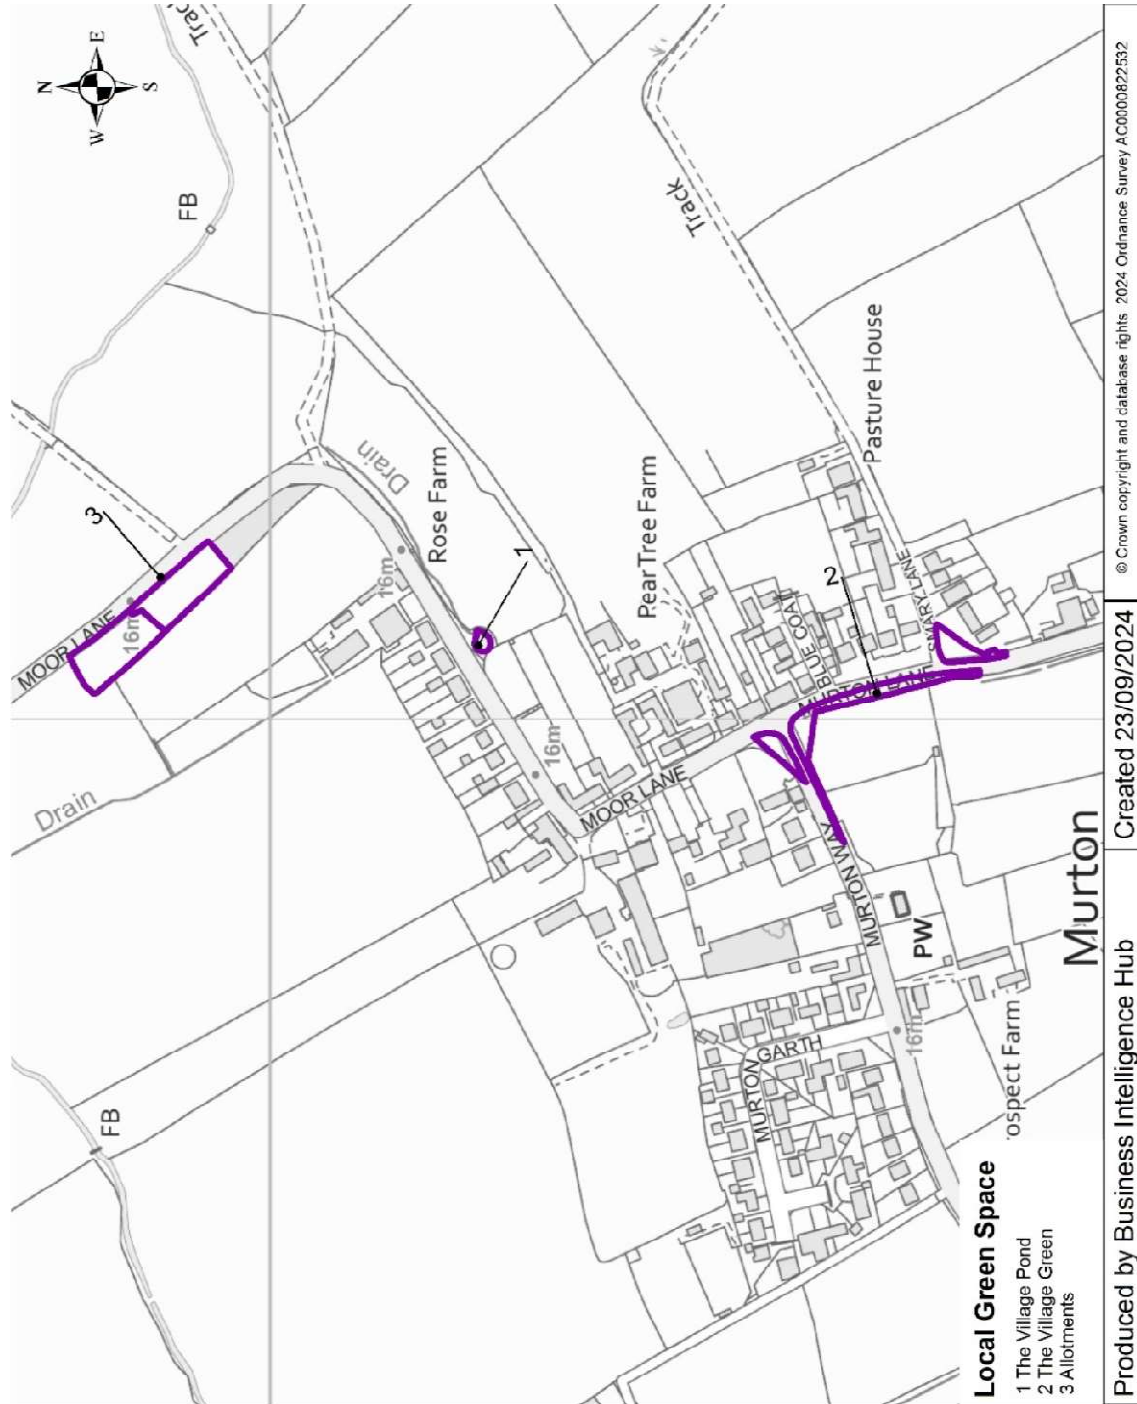 Track
N
E
S
W
FB
Track
3
MOOR LANE
16m
Drain
16m
Rose Farm
1
Pear Tree Farm
Pasture House
Drain
16m
MOOR LANE
BLUE COAT
2
MURTON LANE
MURTON WAY
PW
Murton
FB
MURTON GARTH
16m
ospect Farm
Local Green Space
1 The Village Pond
2 The Village Green
3 Allotments
Produced by Business Intelligence Hub
Created 23/09/2024
© Crown copyright and database rights 2024 Ordnance Survey AC0000822532